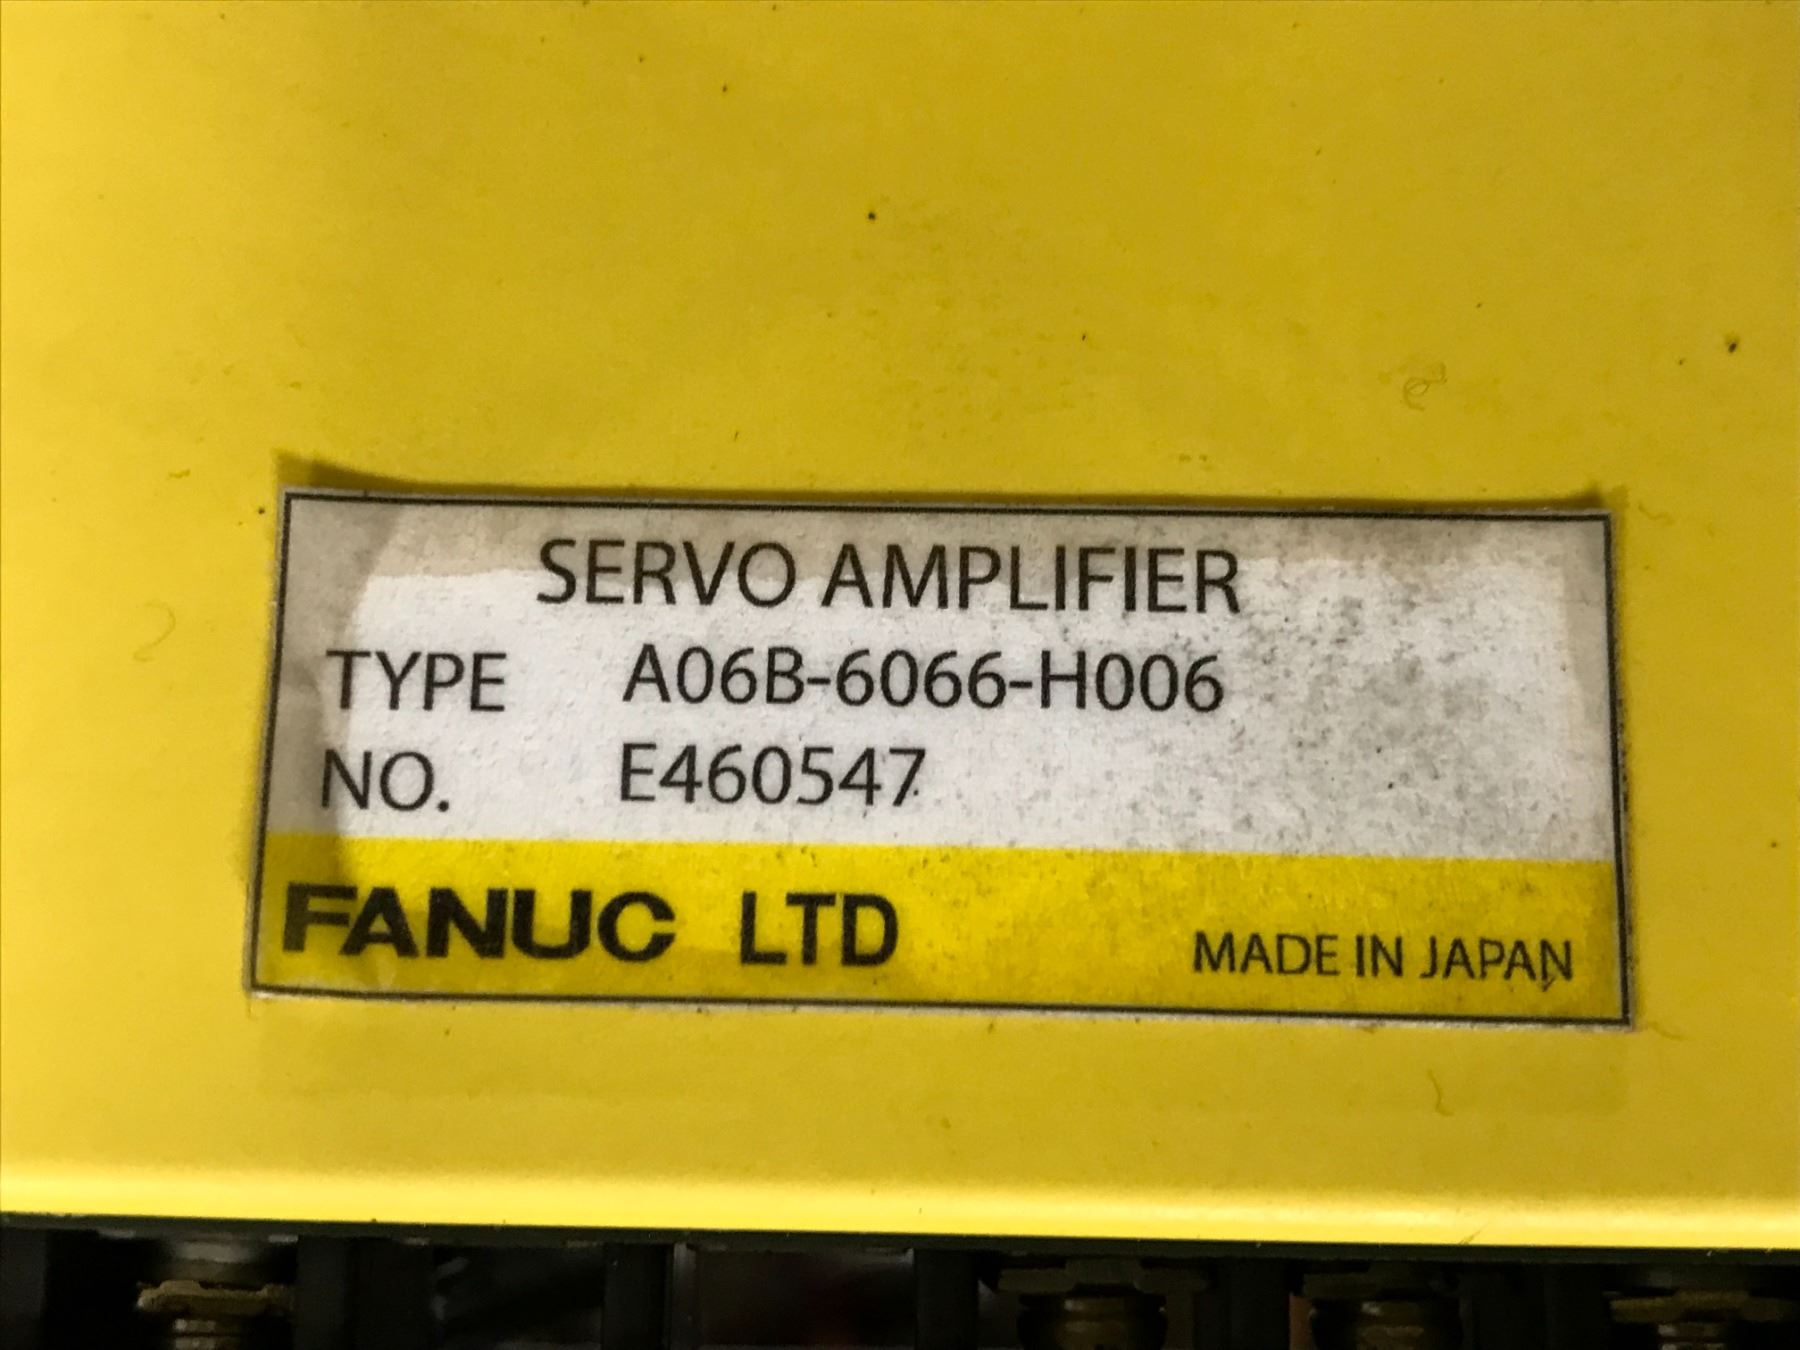 SERVO AMPLIFIER
TYPE A06B-6066-H006
NO. E460547
FANUC LTD MADE IN JAPAN